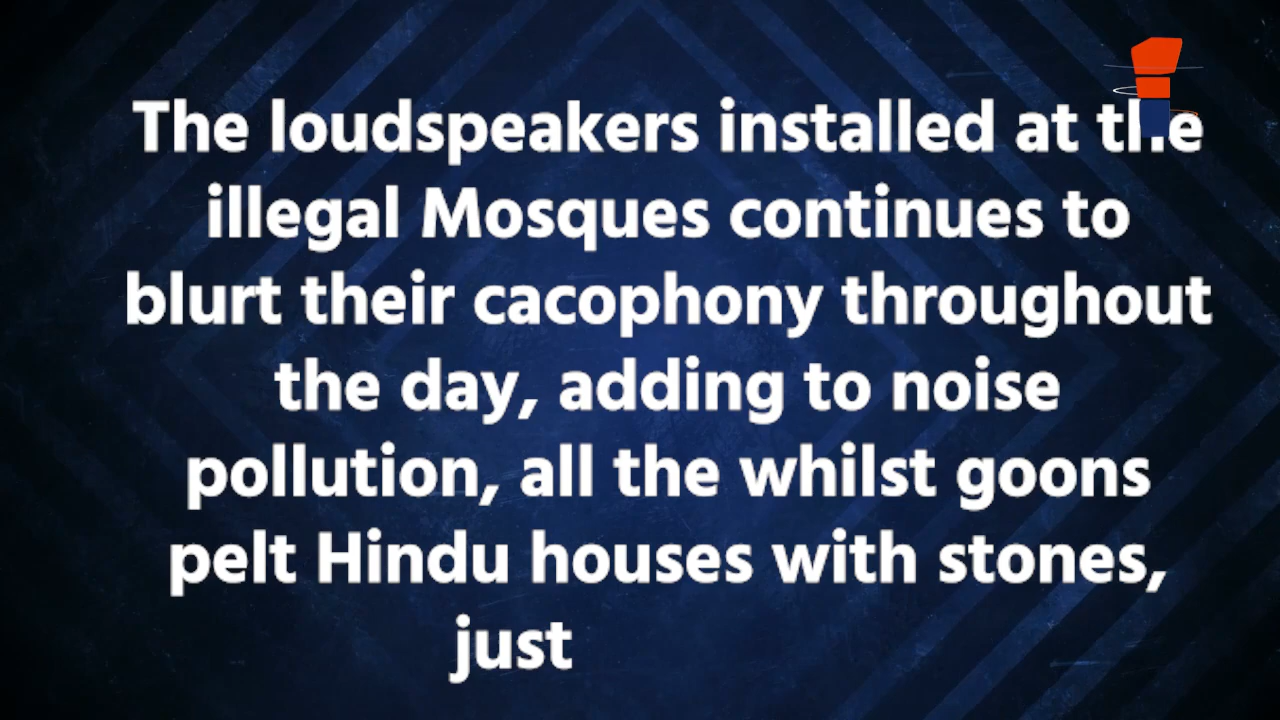 The loudspeakers installed at the
illegal Mosques continues to
blurt their cacophony throughout
the day, adding to noise
pollution, all the whilst goons
pelt Hindu houses with stones,
just